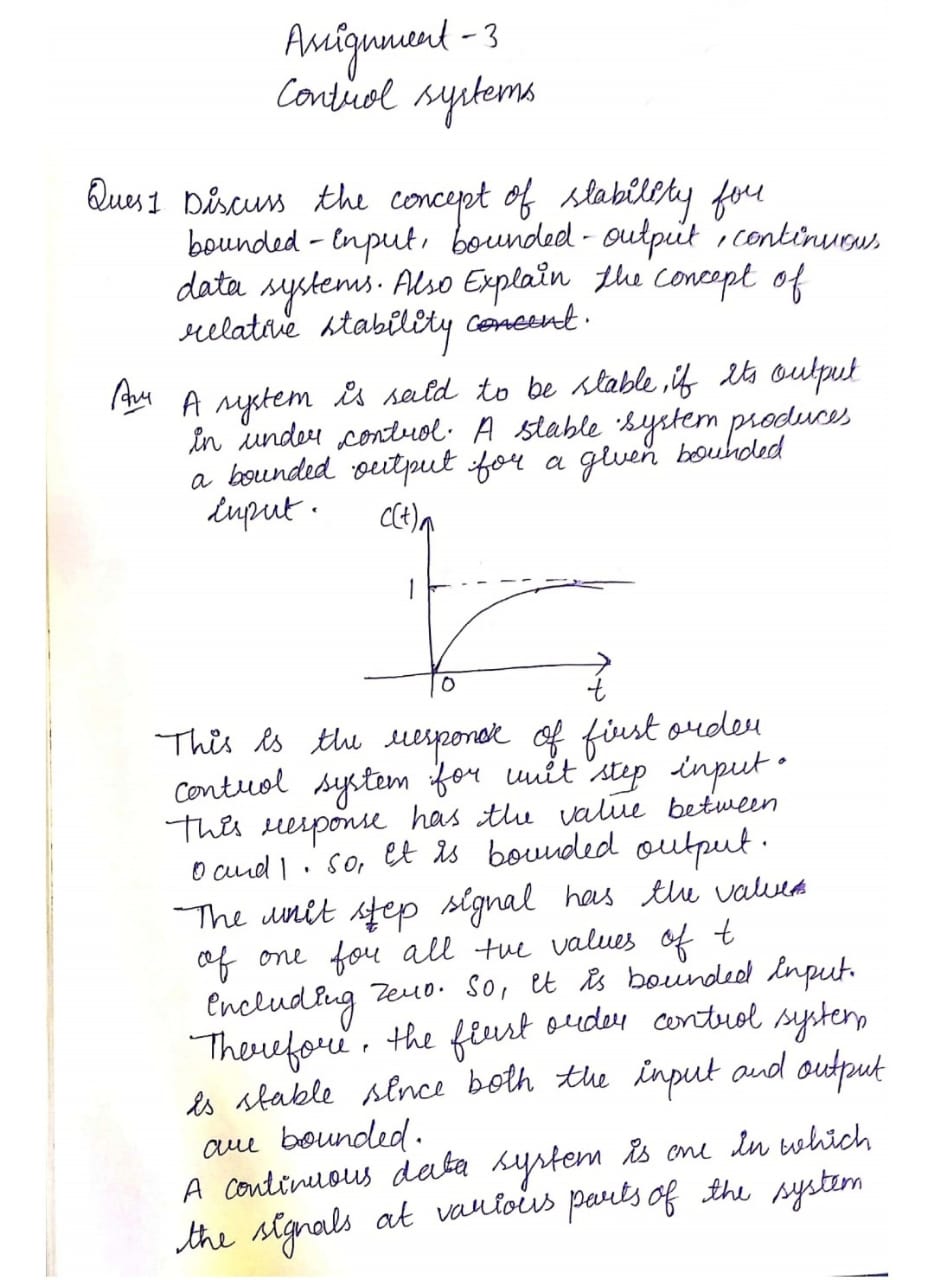 Assignment - 3
Control systems
Ques 1 Discuss the concept of stability for
bounded - input, bounded - output, continuous
data systems. Also Explain the concept of
relative stability concent.
Ans A system is said to be stable, if its output
in under control. A stable system produces
a bounded output for a given bounded
input.
C(t)
1
0
t
This is the response of first order
control system for unit step input.
This response has the value between
0 and 1. So, it is bounded output.
The unit step signal has the value
of one for all the values of t
including zero. So, it is bounded input.
Therefore, the first order control system
is stable since both the input and output
are bounded.
A continuous data system is one in which
the signals at various parts of the system